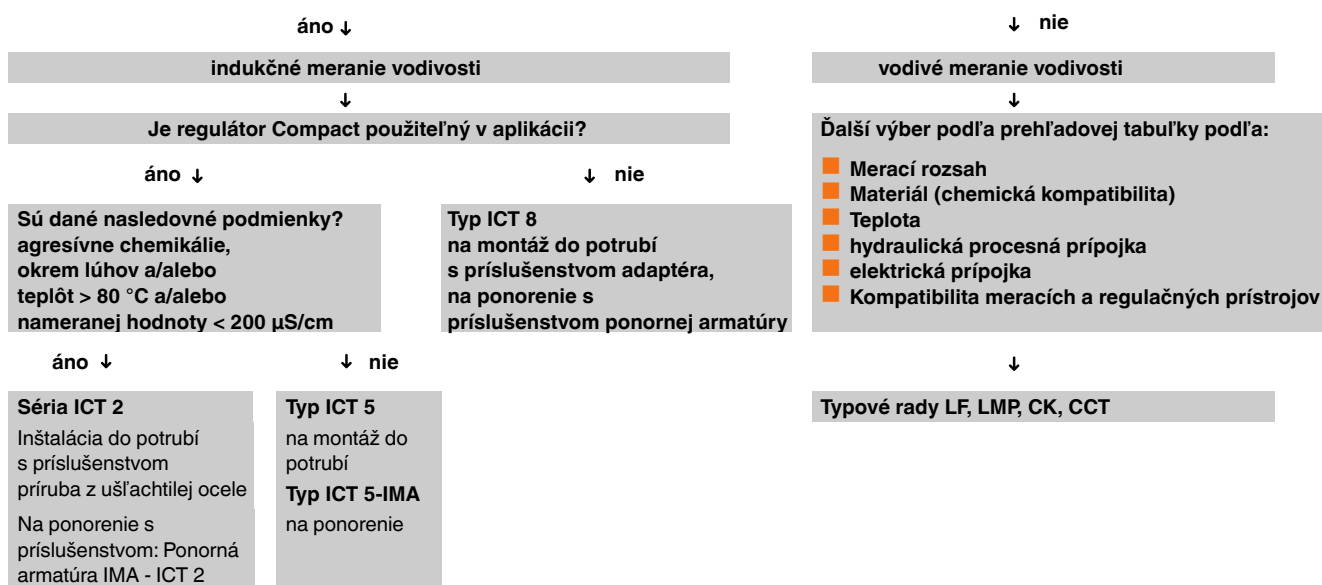 áno ↓
↓ nie
indukčné meranie vodivosti
vodivé meranie vodivosti
↓
↓
Je regulátor Compact použiteľný v aplikácii?
Ďalší výber podľa prehľadovej tabuľky podľa:
Merací rozsah
Materiál (chemická kompatibilita)
Teplota
hydraulická procesná prípojka
elektrická prípojka
Kompatibilita meracích a regulačných prístrojov
áno ↓
↓ nie
Sú dané nasledovné podmienky?
agresívne chemikálie,
okrem lúhov a/alebo
teplôt > 80 °C a/alebo
nameranej hodnoty < 200 µS/cm
Typ ICT 8
na montáž do potrubí
s príslušenstvom adaptéra,
na ponorenie s
príslušenstvom ponornej armatúry
áno ↓
↓ nie
↓
Séria ICT 2
Inštalácia do potrubí
s príslušenstvom
príruba z ušľachtilej ocele
Na ponorenie s
príslušenstvom: Ponorná
armatúra IMA - ICT 2
Typ ICT 5
na montáž do
potrubí
Typ ICT 5-IMA
na ponorenie
Typové rady LF, LMP, CK, CCT